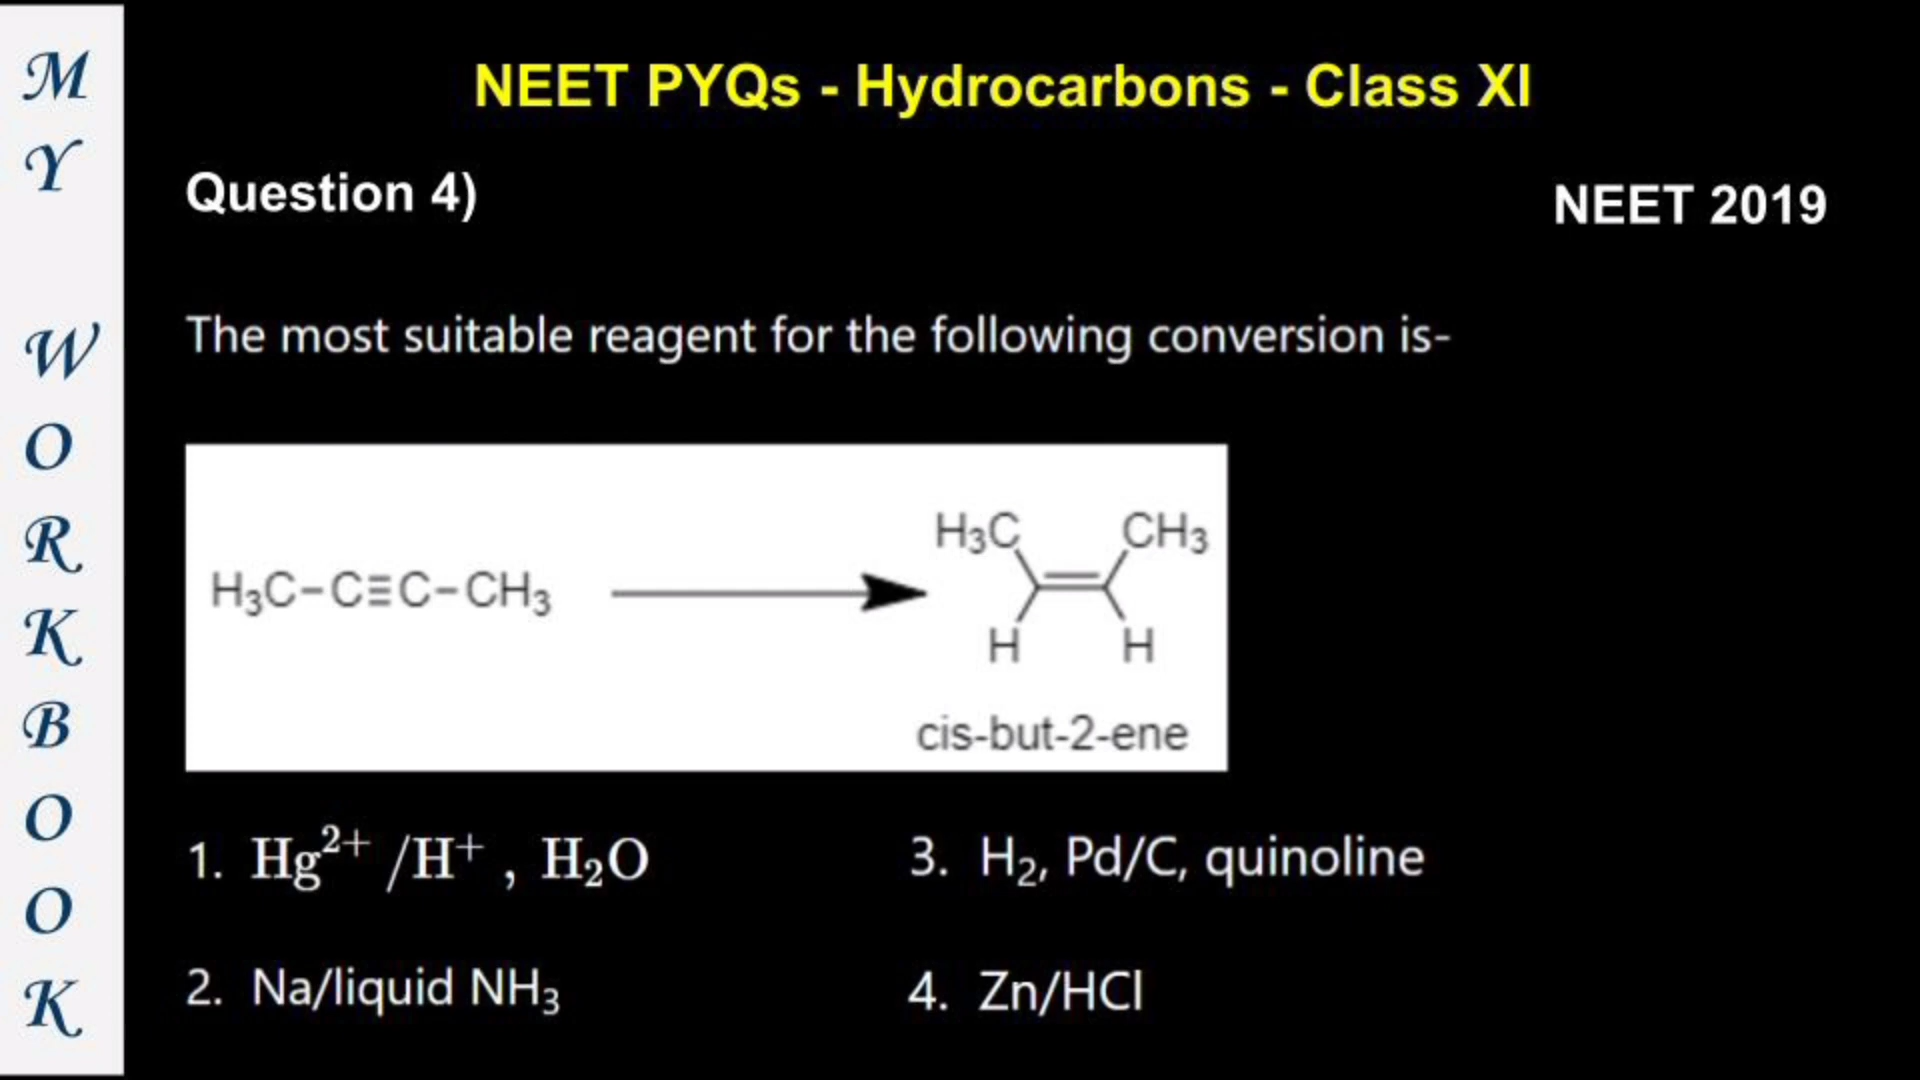 MY WORKBOOK
NEET PYQs - Hydrocarbons - Class XI
Question 4)
NEET 2019
The most suitable reagent for the following conversion is-
H₃C-C≡C-CH₃
H₃C CH₃
H H
cis-but-2-ene
1. Hg²⁺ /H⁺ , H₂O
3. H₂, Pd/C, quinoline
2. Na/liquid NH₃
4. Zn/HCl